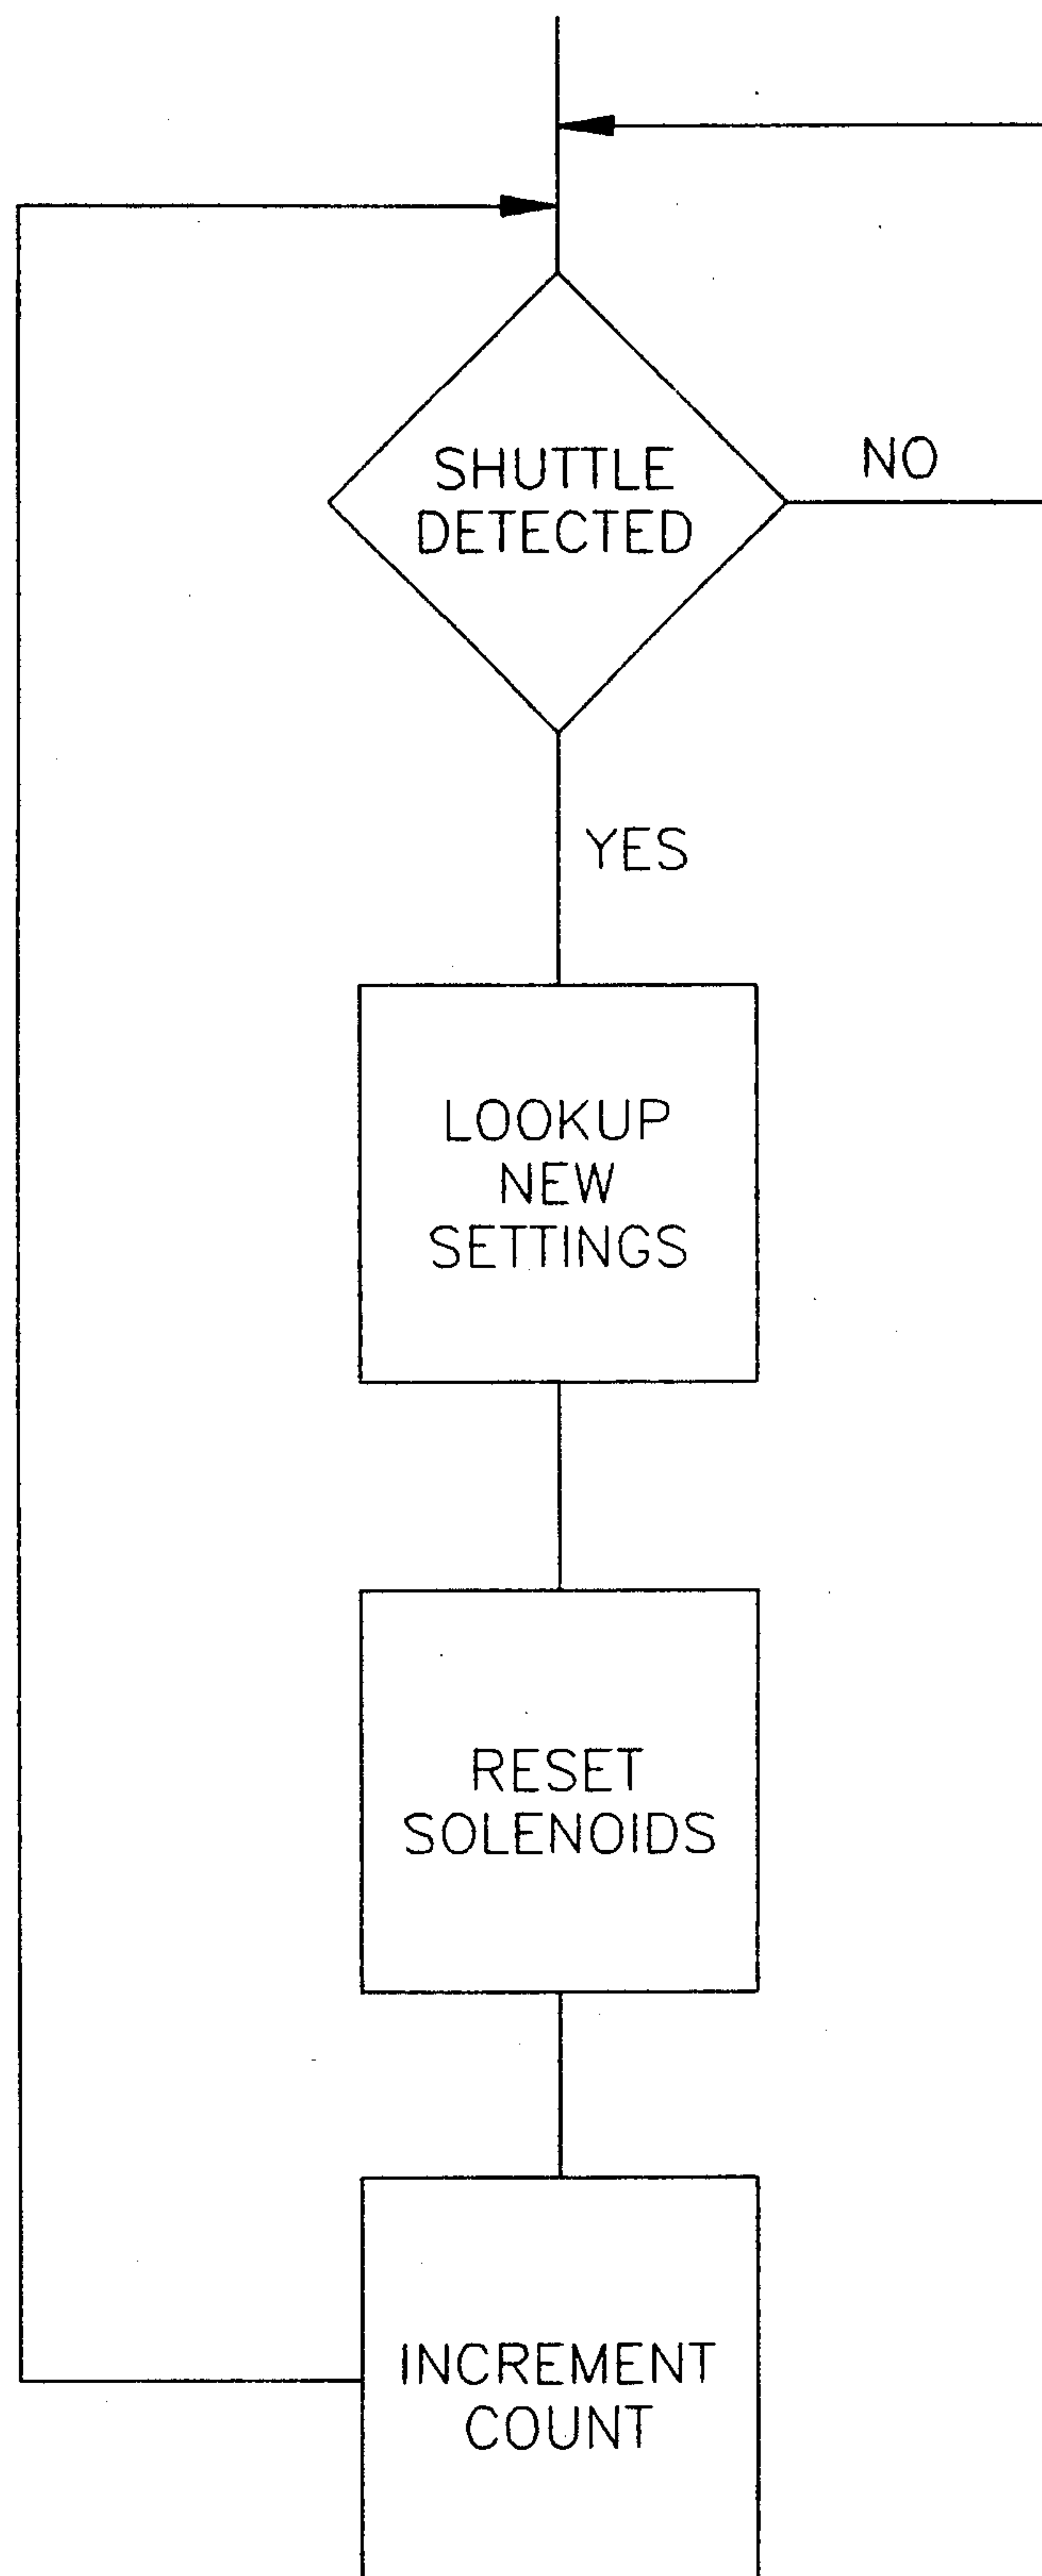 SHUTTLE
DETECTED
NO
YES
LOOKUP
NEW
SETTINGS
RESET
SOLENOIDS
INCREMENT
COUNT